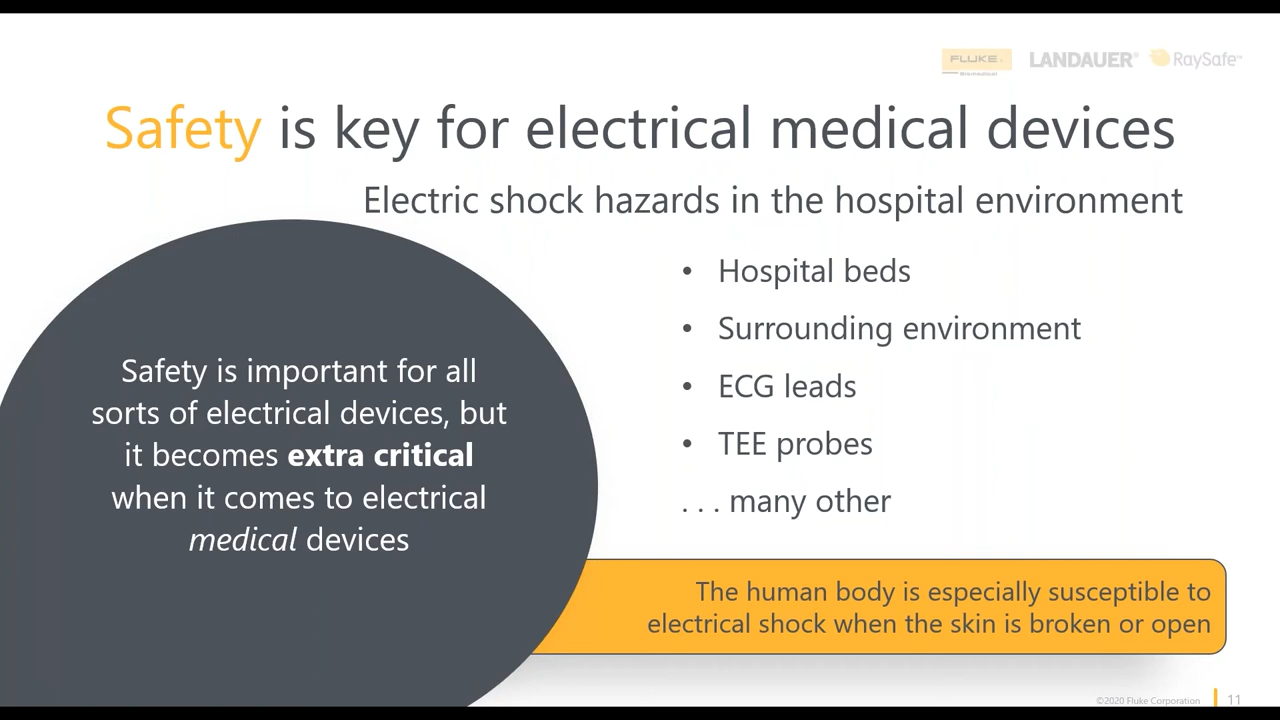 FLUKE
Biomedical
LANDAUER®
RaySafe™
Safety is key for electrical medical devices
Electric shock hazards in the hospital environment
• Hospital beds
• Surrounding environment
• ECG leads
• TEE probes
. . . many other
Safety is important for all
sorts of electrical devices, but
it becomes extra critical
when it comes to electrical
medical devices
The human body is especially susceptible to
electrical shock when the skin is broken or open
©2020 Fluke Corporation
11